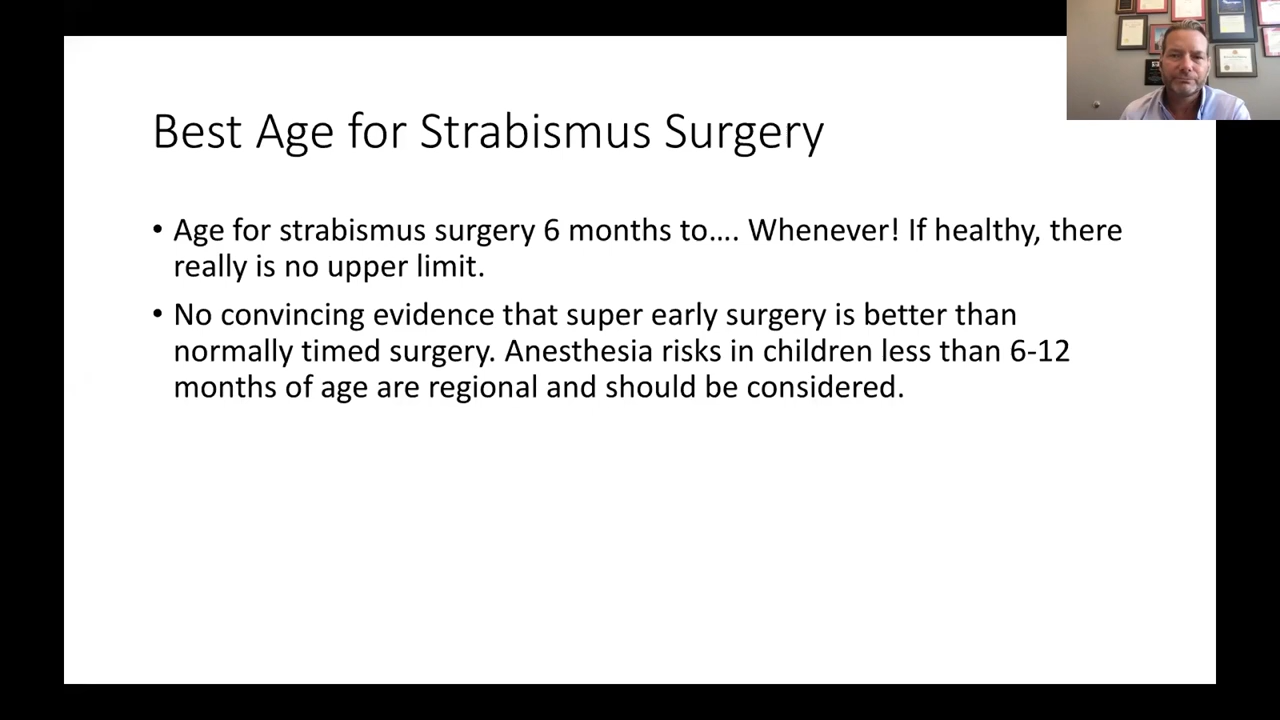 Best Age for Strabismus Surgery
• Age for strabismus surgery 6 months to…. Whenever! If healthy, there
really is no upper limit.
• No convincing evidence that super early surgery is better than
normally timed surgery. Anesthesia risks in children less than 6-12
months of age are regional and should be considered.